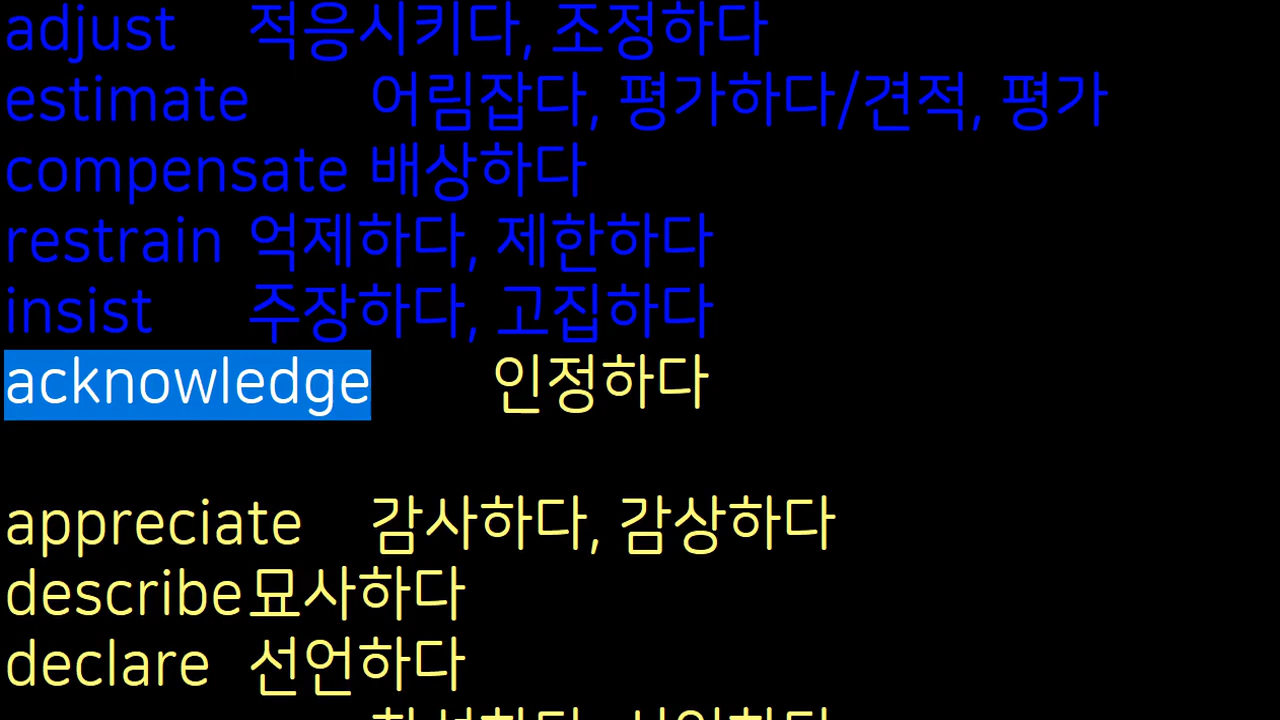 adjust 적응시키다, 조정하다
estimate 어림잡다, 평가하다/견적, 평가
compensate 배상하다
restrain 억제하다, 제한하다
insist 주장하다, 고집하다
acknowledge 인정하다
appreciate 감사하다, 감상하다
describe 묘사하다
declare 선언하다